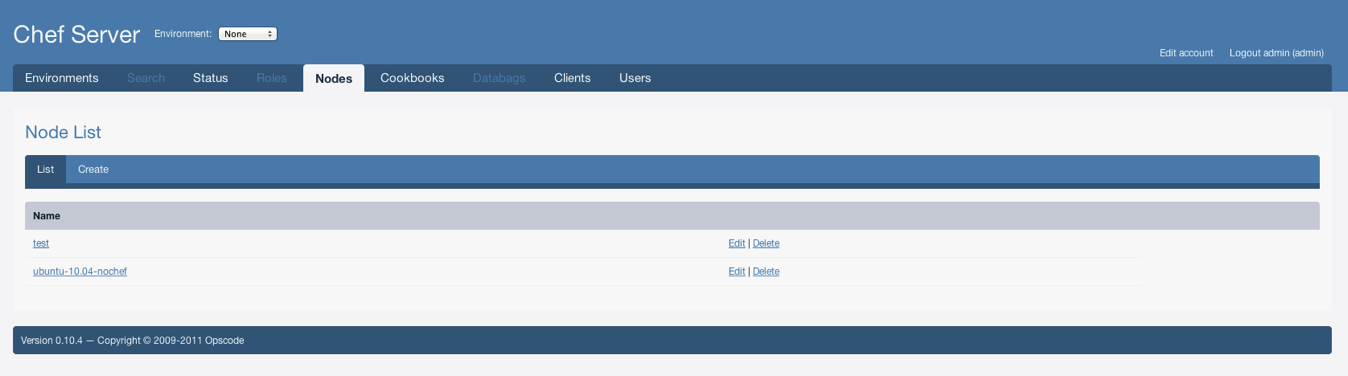 Chef Server Environment: None
Edit account Logout admin (admin)
Environments Search Status Roles Nodes Cookbooks Databags Clients Users
Node List
List Create
Name
test Edit | Delete
ubuntu-10.04-nochef Edit | Delete
Version 0.10.4 — Copyright © 2009-2011 Opscode